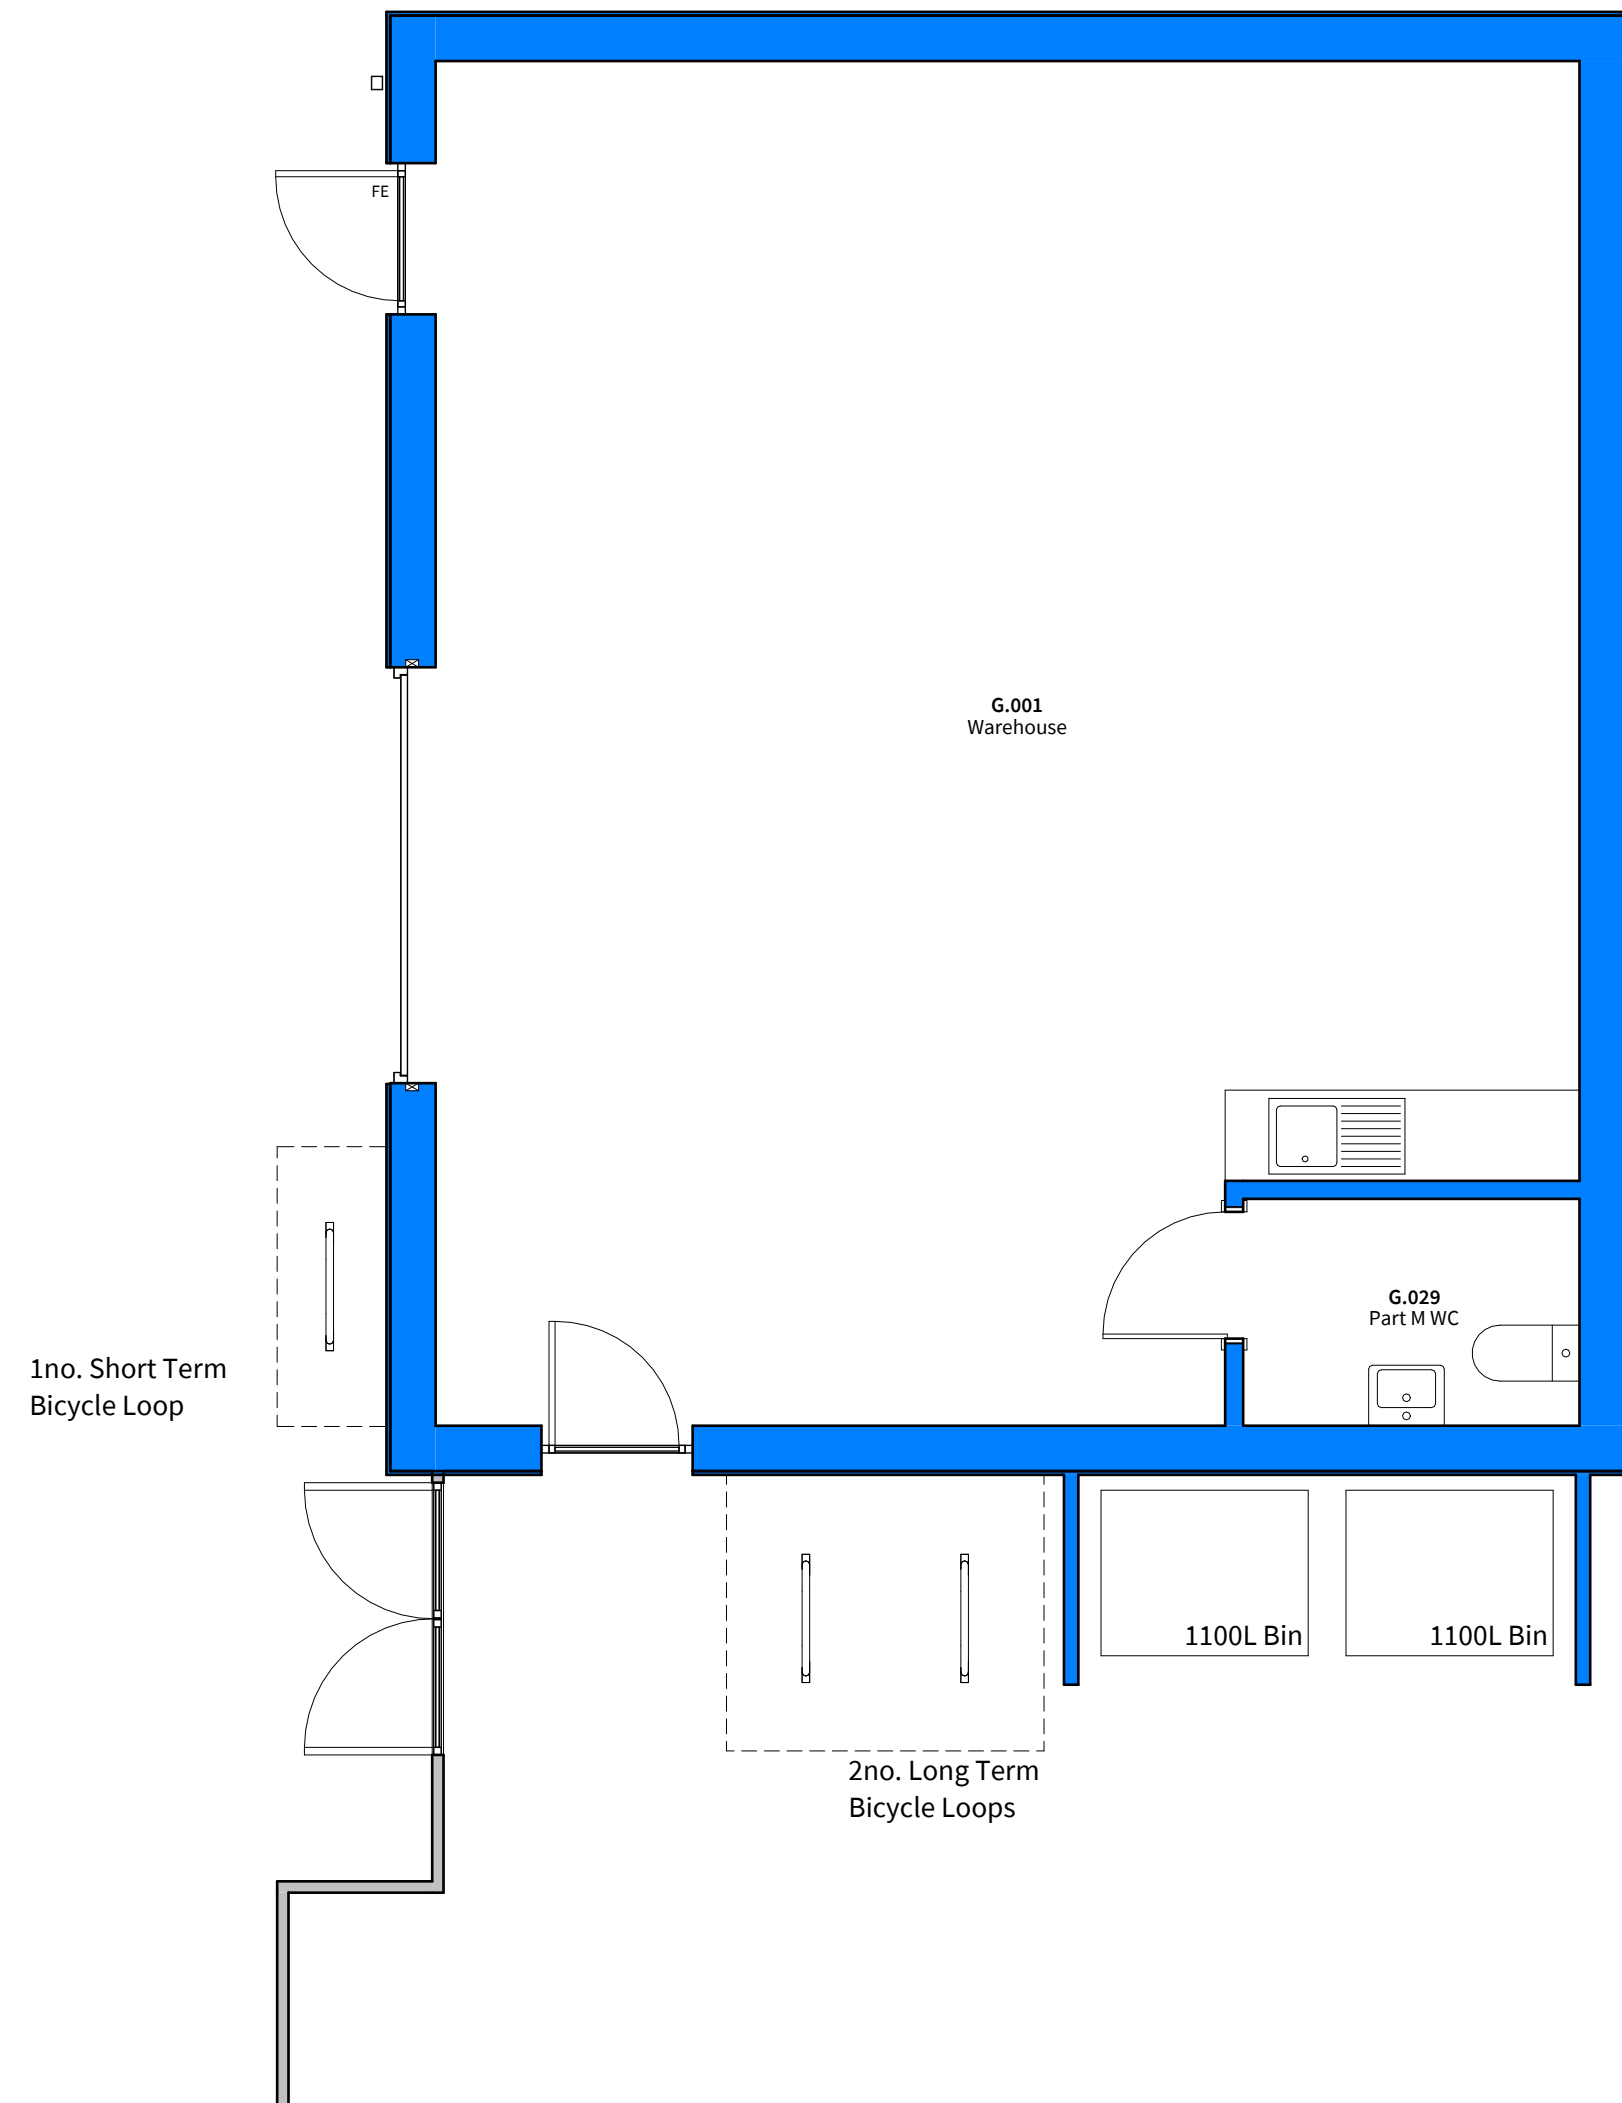 FE
G.001
Warehouse
G.029
Part M WC
1no. Short Term
Bicycle Loop
1100L Bin
1100L Bin
2no. Long Term
Bicycle Loops